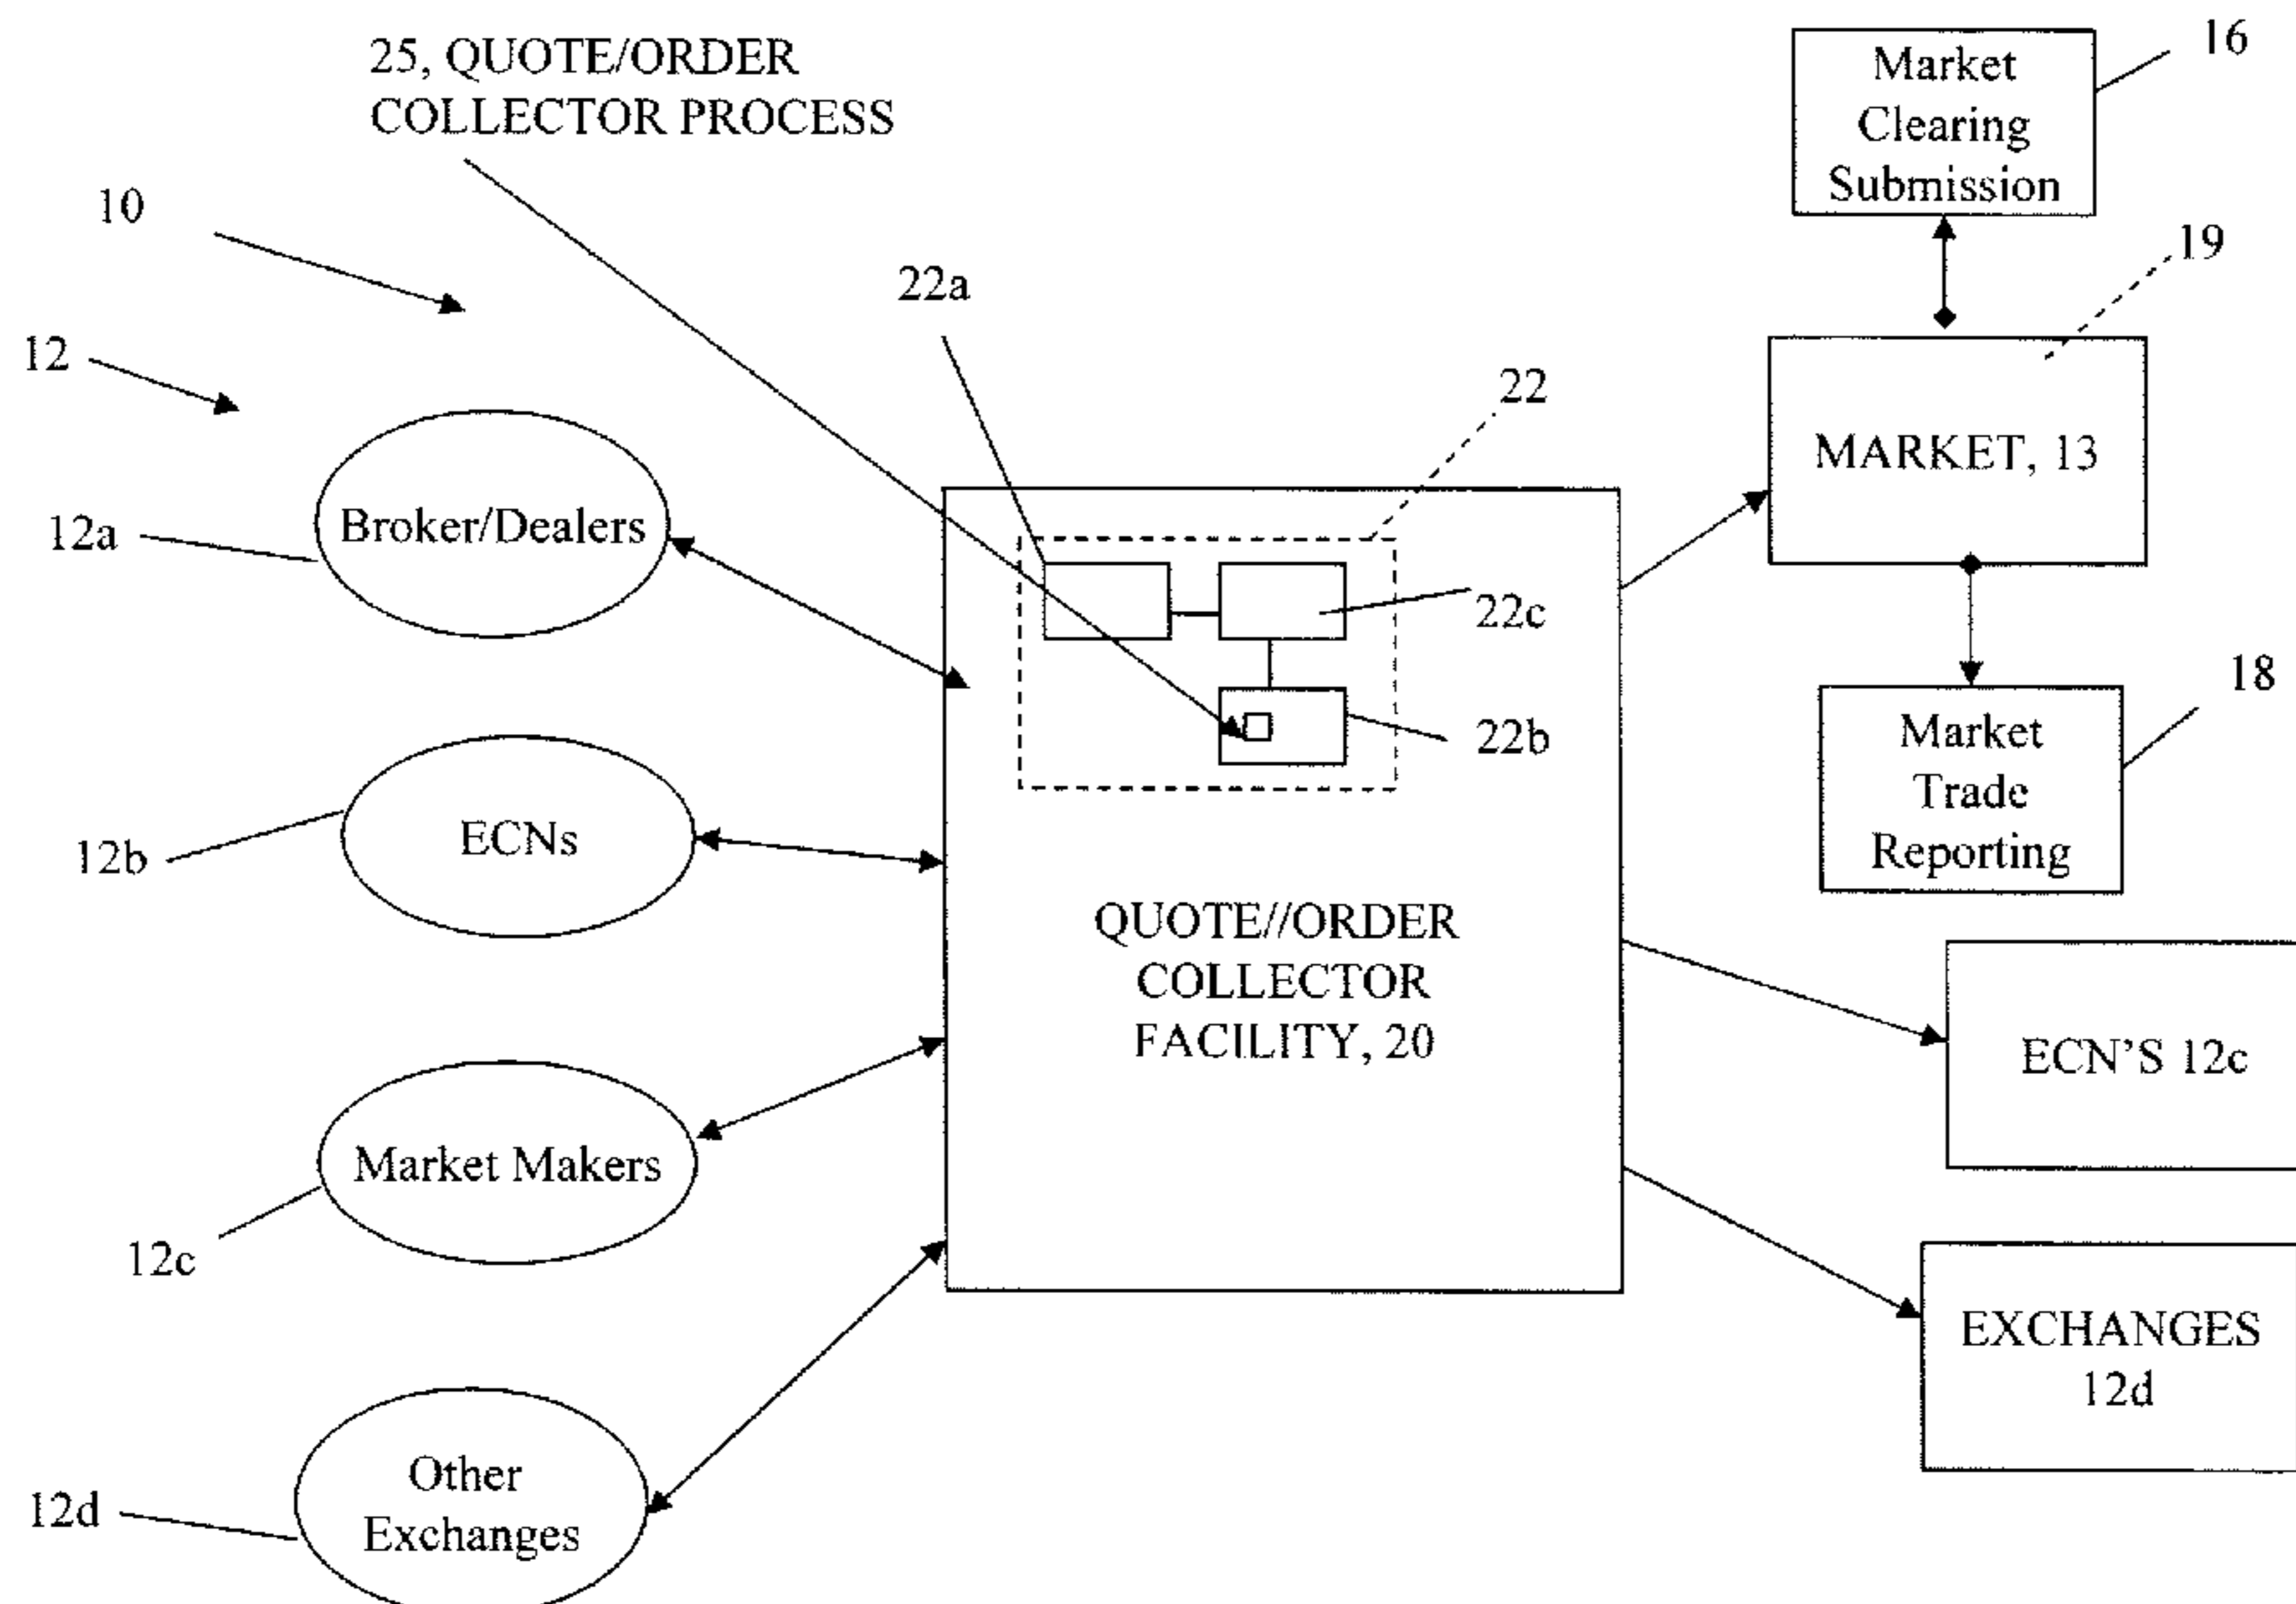 25, QUOTE/ORDER
COLLECTOR PROCESS
16
Market
Clearing
Submission
10
19
22a
12
22
MARKET, 13
12a
Broker/Dealers
22c
18
22b
Market
Trade
Reporting
12b
ECNs
QUOTE//ORDER
COLLECTOR
FACILITY, 20
ECN'S 12c
Market Makers
12c
EXCHANGES
12d
Other
Exchanges
12d